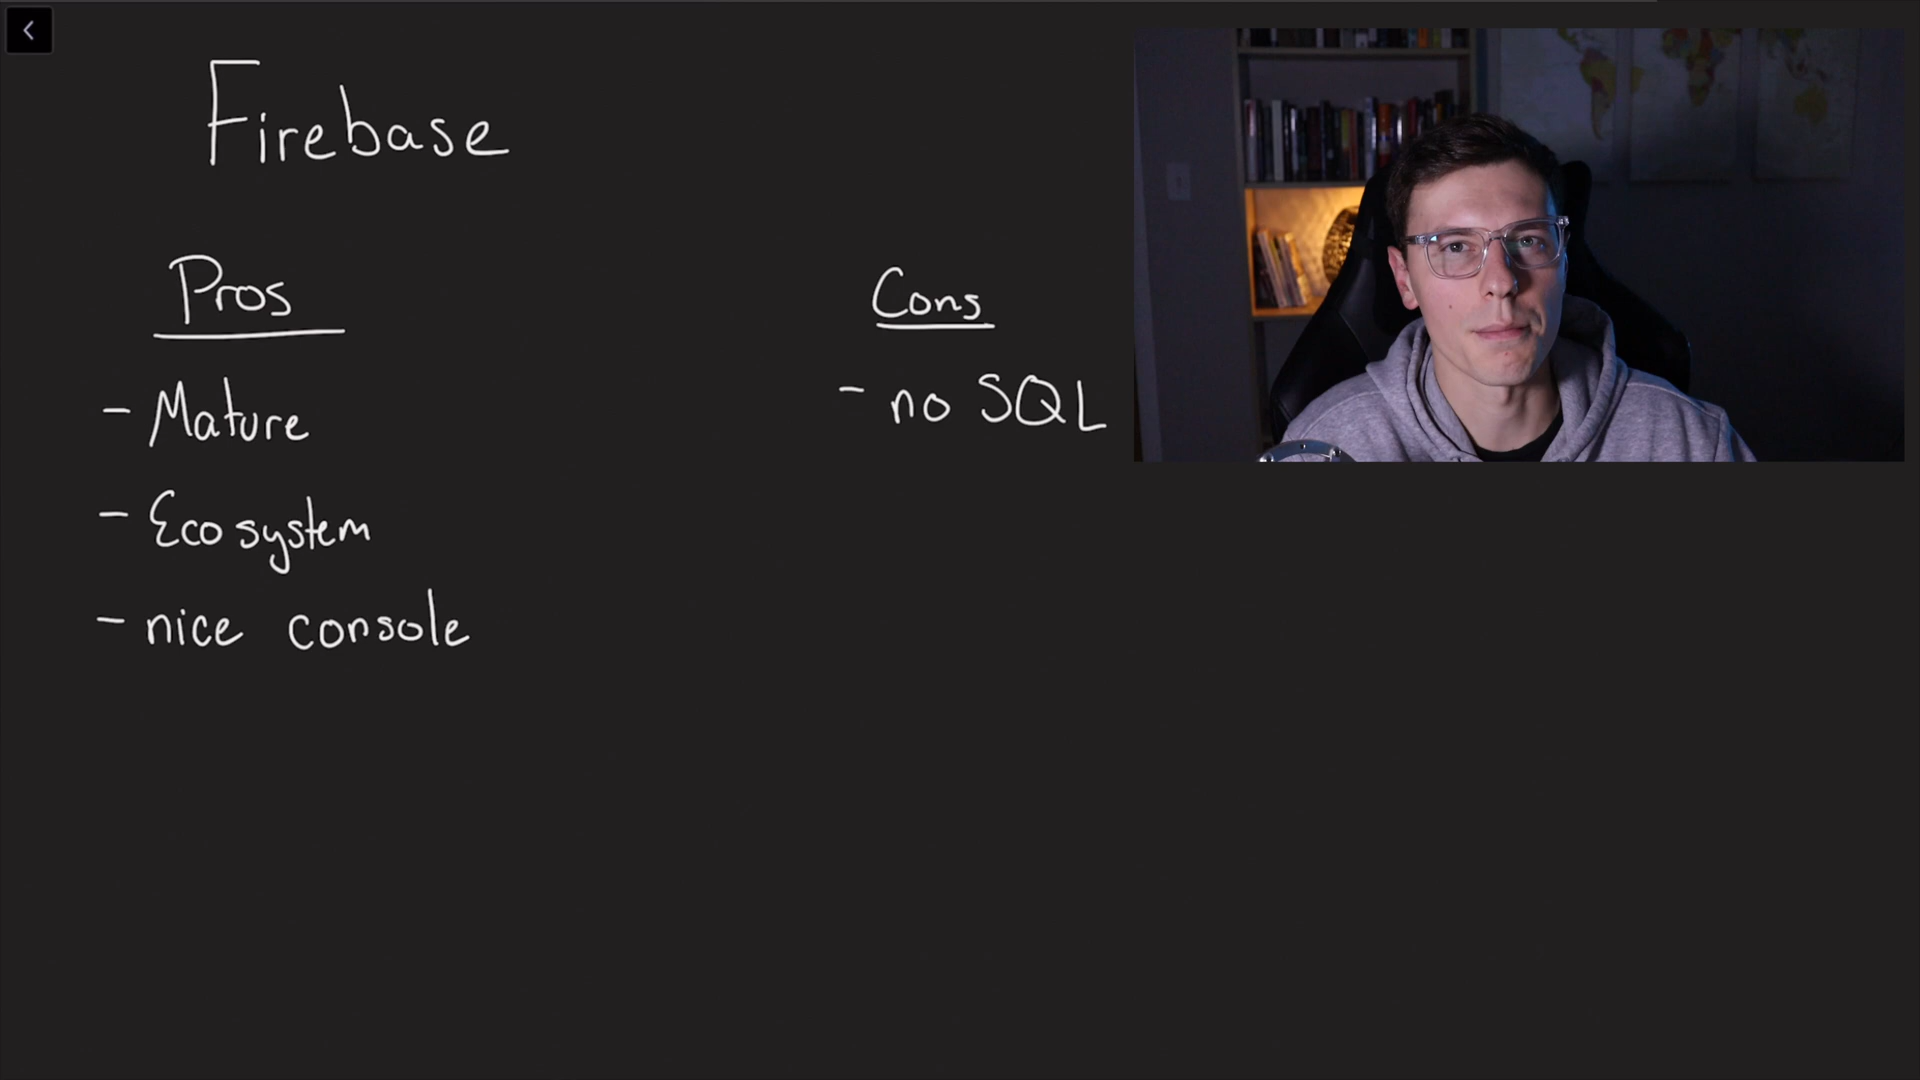 Firebase
Pros
- Mature
- Ecosystem
- nice console
Cons
- no SQL